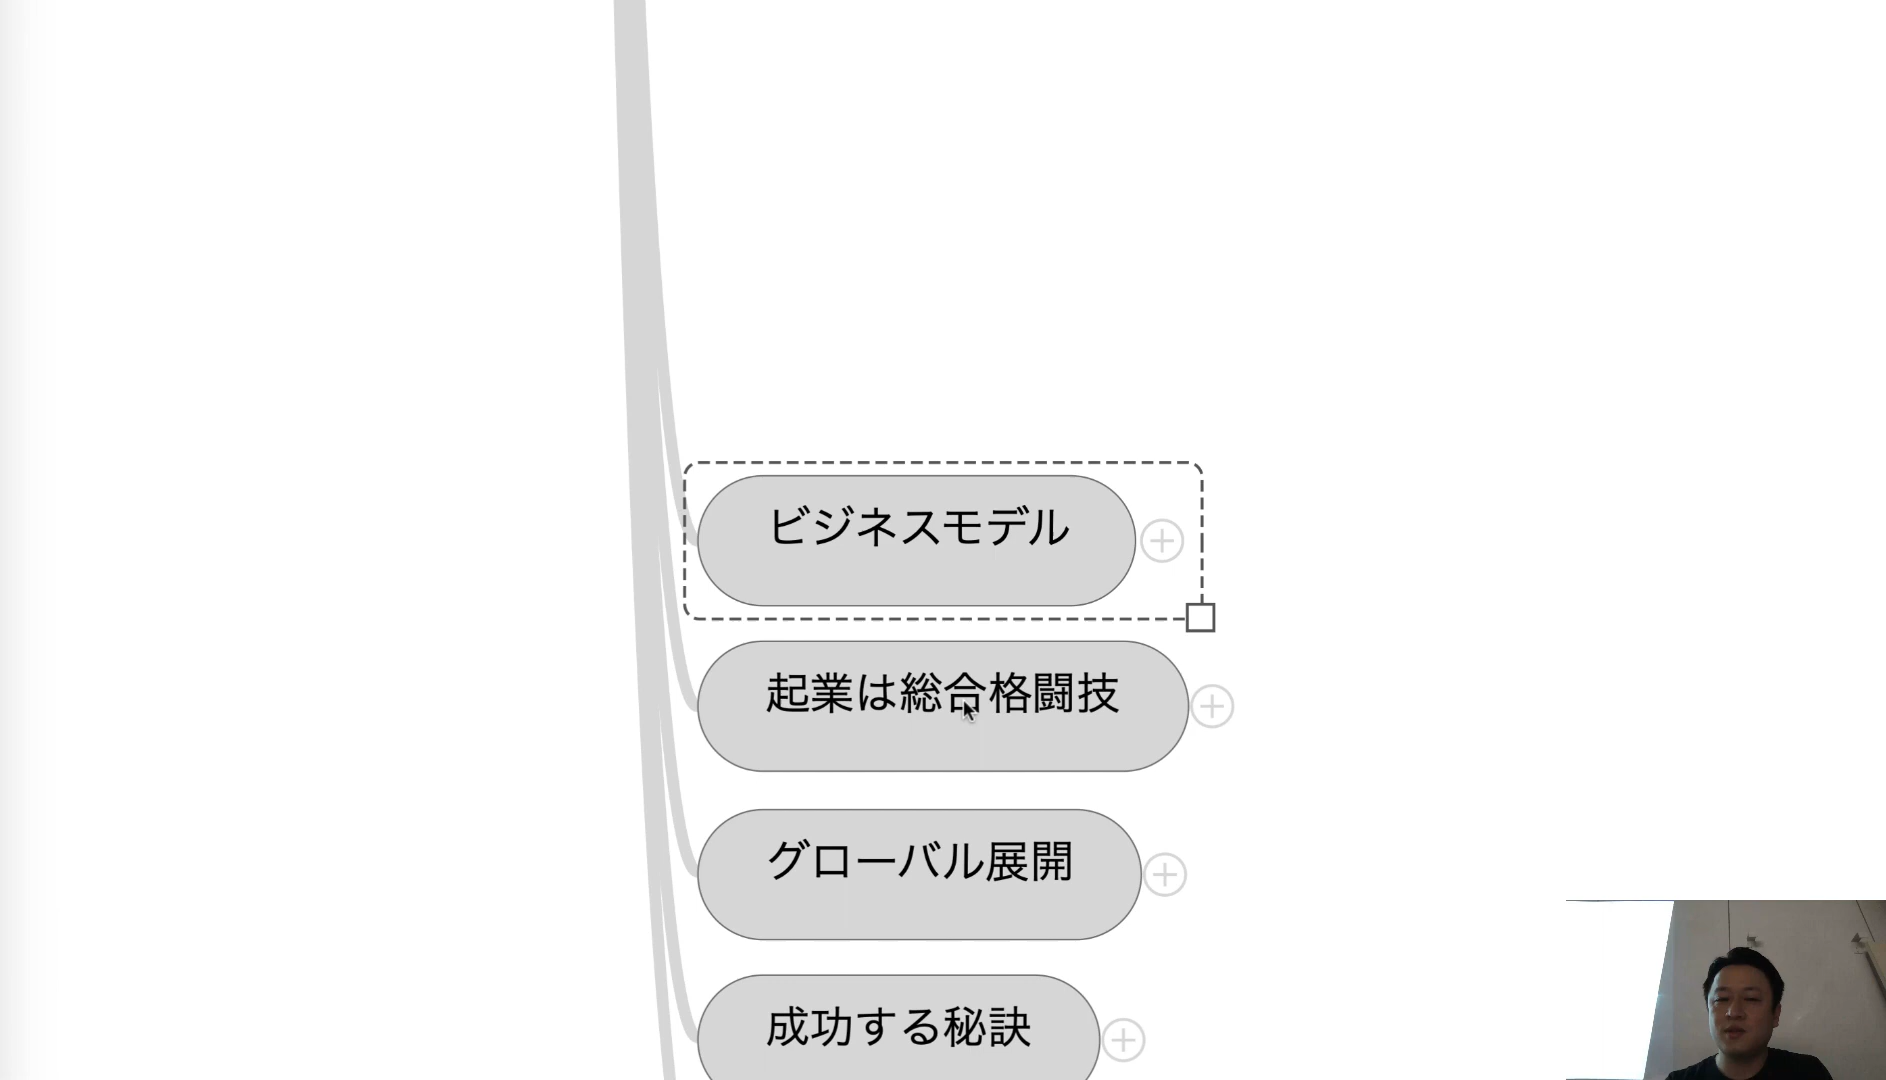 ビジネスモデル
起業は総合格闘技
グローバル展開
成功する秘訣